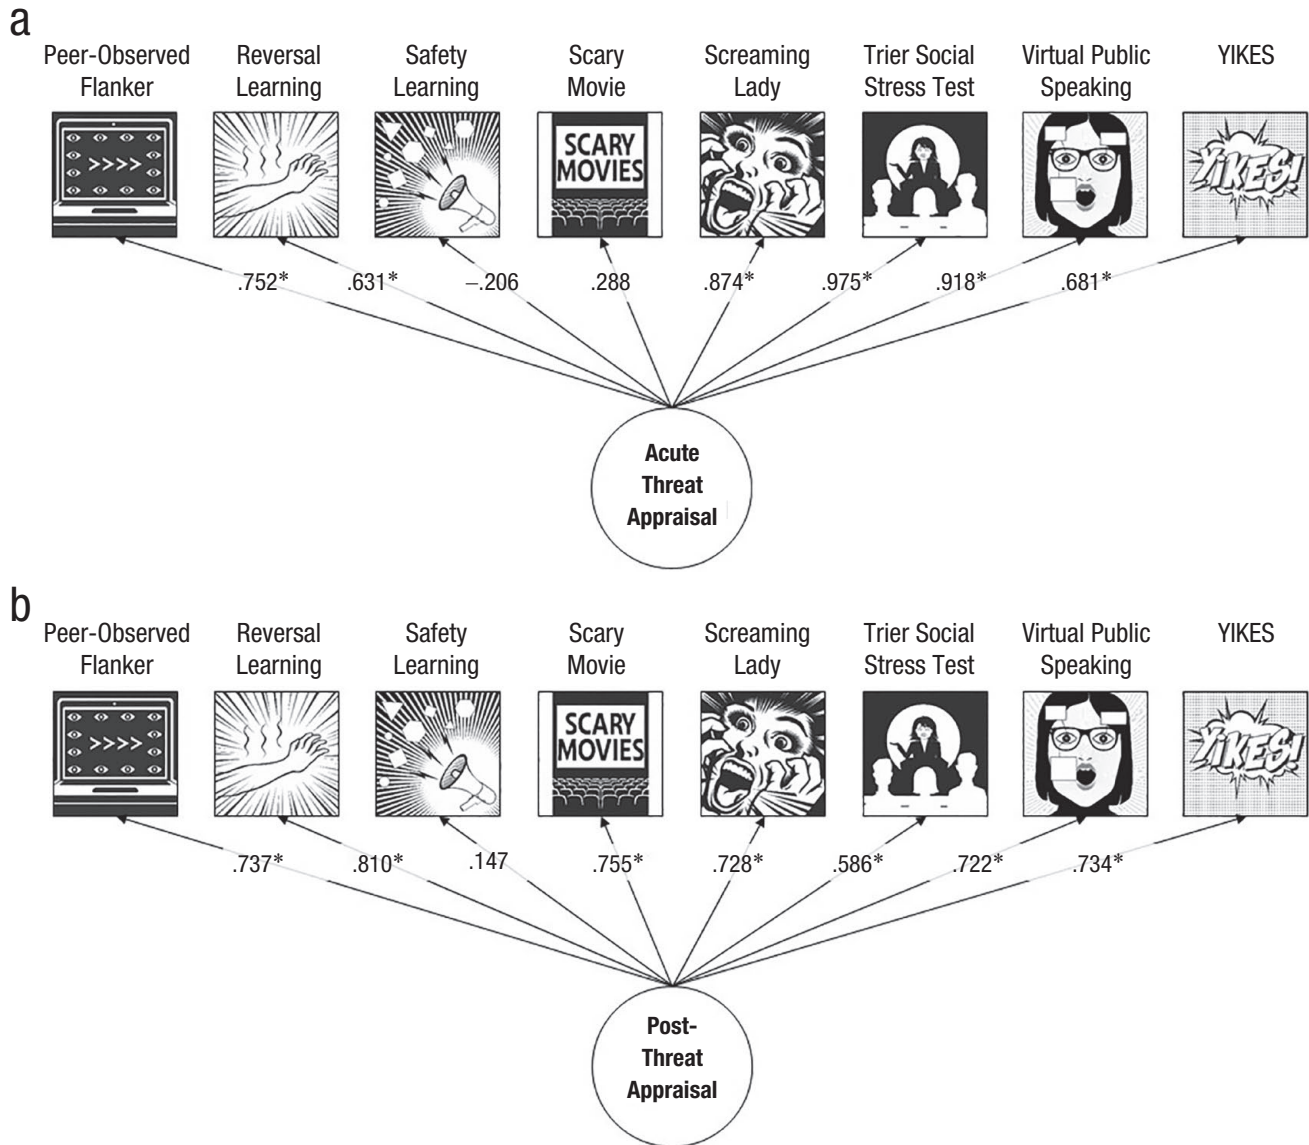 a
Peer-Observed Flanker
Reversal Learning
Safety Learning
Scary Movie
Screaming Lady
Trier Social Stress Test
Virtual Public Speaking
YIKES
>>>>
SCARY
MOVIES
YIKES!
.752*
.631*
–.206
.288
.874*
.975*
.918*
.681*
Acute
Threat
Appraisal
b
Peer-Observed Flanker
Reversal Learning
Safety Learning
Scary Movie
Screaming Lady
Trier Social Stress Test
Virtual Public Speaking
YIKES
>>>>
SCARY
MOVIES
YIKES!
.737*
.810*
.147
.755*
.728*
.586*
.722*
.734*
Post-
Threat
Appraisal